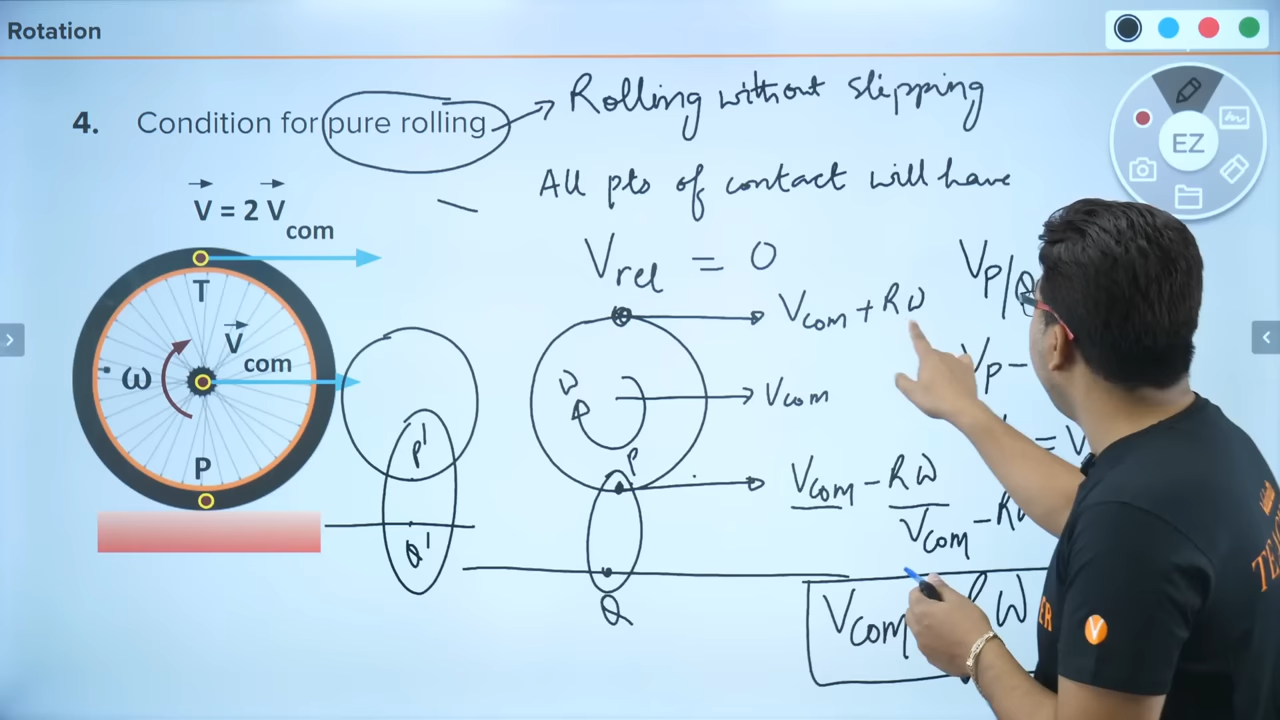 Rotation
EZ
4. Condition for pure rolling
Rolling without slipping
All pts of contact will have
V = 2 V com
V rel = 0
V P/Q
T
V com + Rω
V com
ω
ω
V com
V P -
P'
P
= V
P
V com - Rω
V com - Rω
Q'
Q
V com Rω
V